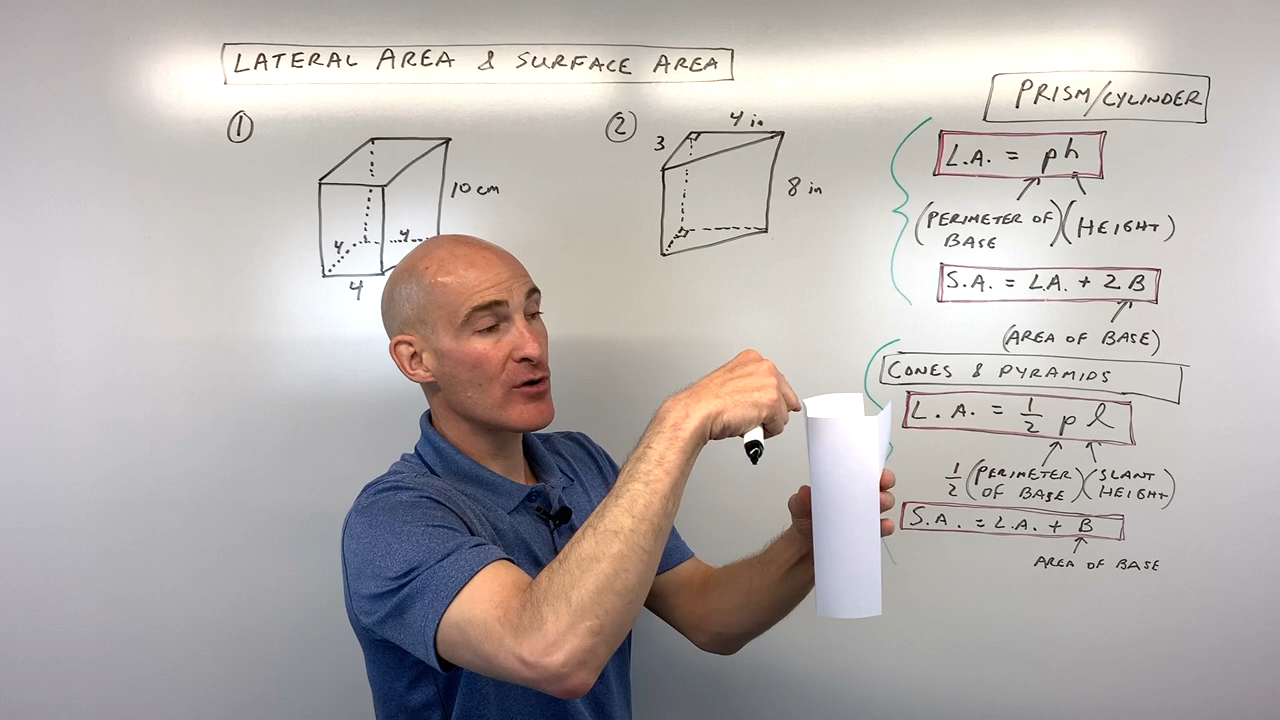 LATERAL AREA & SURFACE AREA
①
10 cm
4
4
4
②
4 in
3
8 in
PRISM/CYLINDER
L.A. = ph
(PERIMETER OF BASE) (HEIGHT)
S.A. = L.A. + 2B
(AREA OF BASE)
CONES & PYRAMIDS
L.A. = 1/2 p l
1/2 (PERIMETER OF BASE) (SLANT HEIGHT)
S.A. = L.A. + B
AREA OF BASE